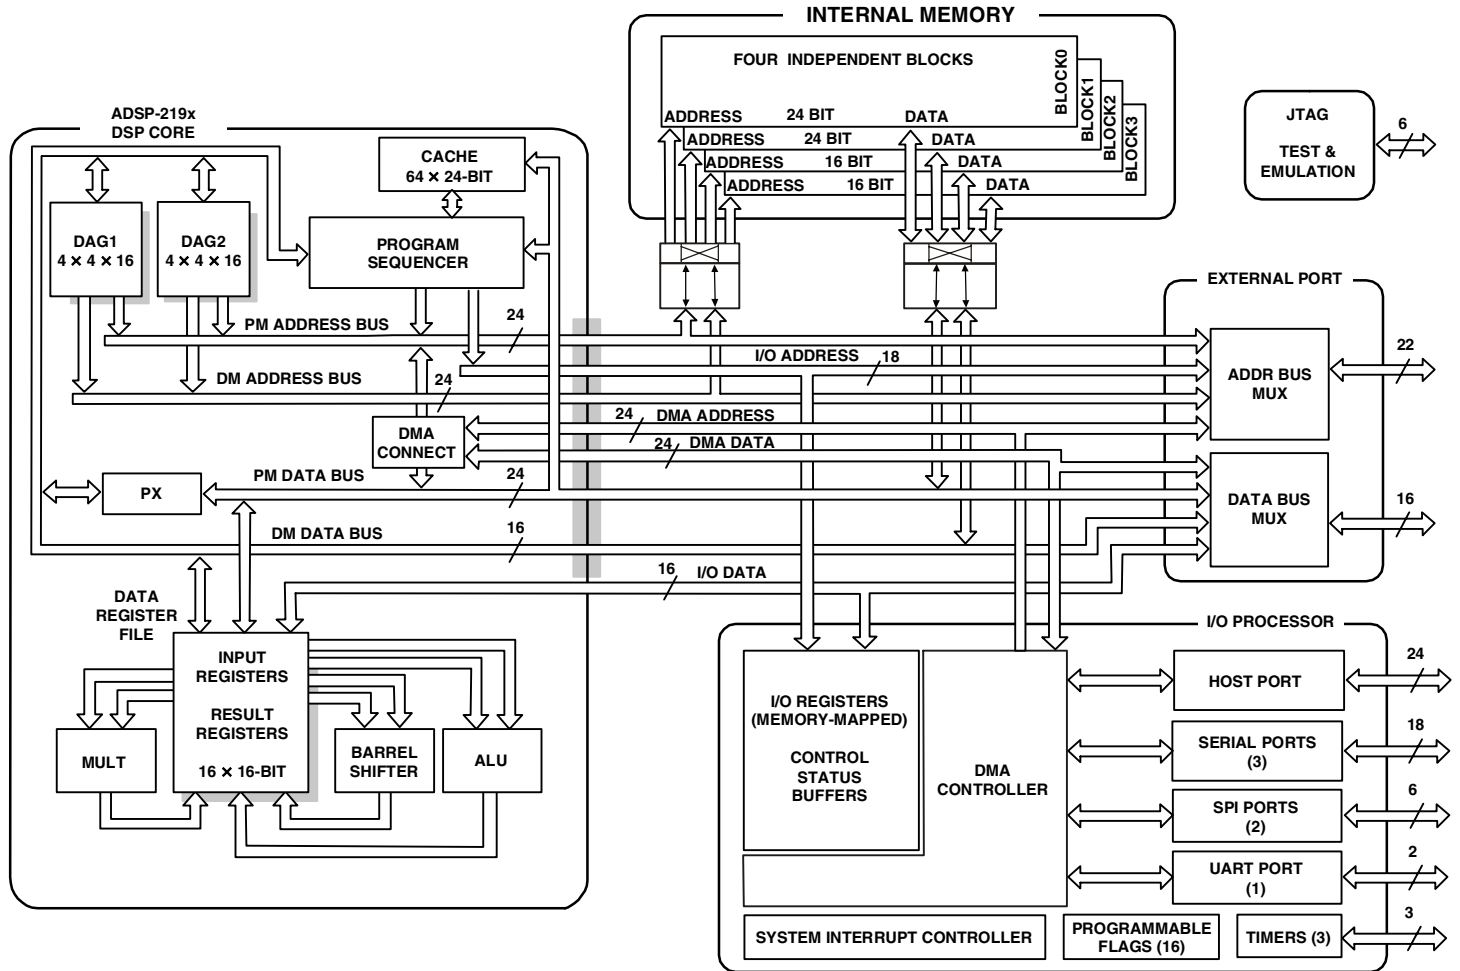 INTERNAL MEMORY
FOUR INDEPENDENT BLOCKS
BLOCK0
BLOCK1
BLOCK2
BLOCK3
ADDRESS 24 BIT DATA
ADDRESS 24 BIT DATA
ADDRESS 16 BIT DATA
ADDRESS 16 BIT DATA
JTAG
TEST &
EMULATION
6
ADSP-219x
DSP CORE
CACHE
64 × 24-BIT
DAG1
4 × 4 × 16
DAG2
4 × 4 × 16
PROGRAM
SEQUENCER
PM ADDRESS BUS
24
DM ADDRESS BUS
24
I/O ADDRESS
18
DMA
CONNECT
24
DMA ADDRESS
24
DMA DATA
PX
PM DATA BUS
24
DM DATA BUS
16
16
I/O DATA
EXTERNAL PORT
ADDR BUS
MUX
22
DATA BUS
MUX
16
DATA
REGISTER
FILE
INPUT
REGISTERS
RESULT
REGISTERS
16 × 16-BIT
MULT
BARREL
SHIFTER
ALU
I/O PROCESSOR
I/O REGISTERS
(MEMORY-MAPPED)
CONTROL
STATUS
BUFFERS
DMA
CONTROLLER
HOST PORT
24
SERIAL PORTS
(3)
18
SPI PORTS
(2)
6
UART PORT
(1)
2
SYSTEM INTERRUPT CONTROLLER
PROGRAMMABLE
FLAGS (16)
TIMERS (3)
3